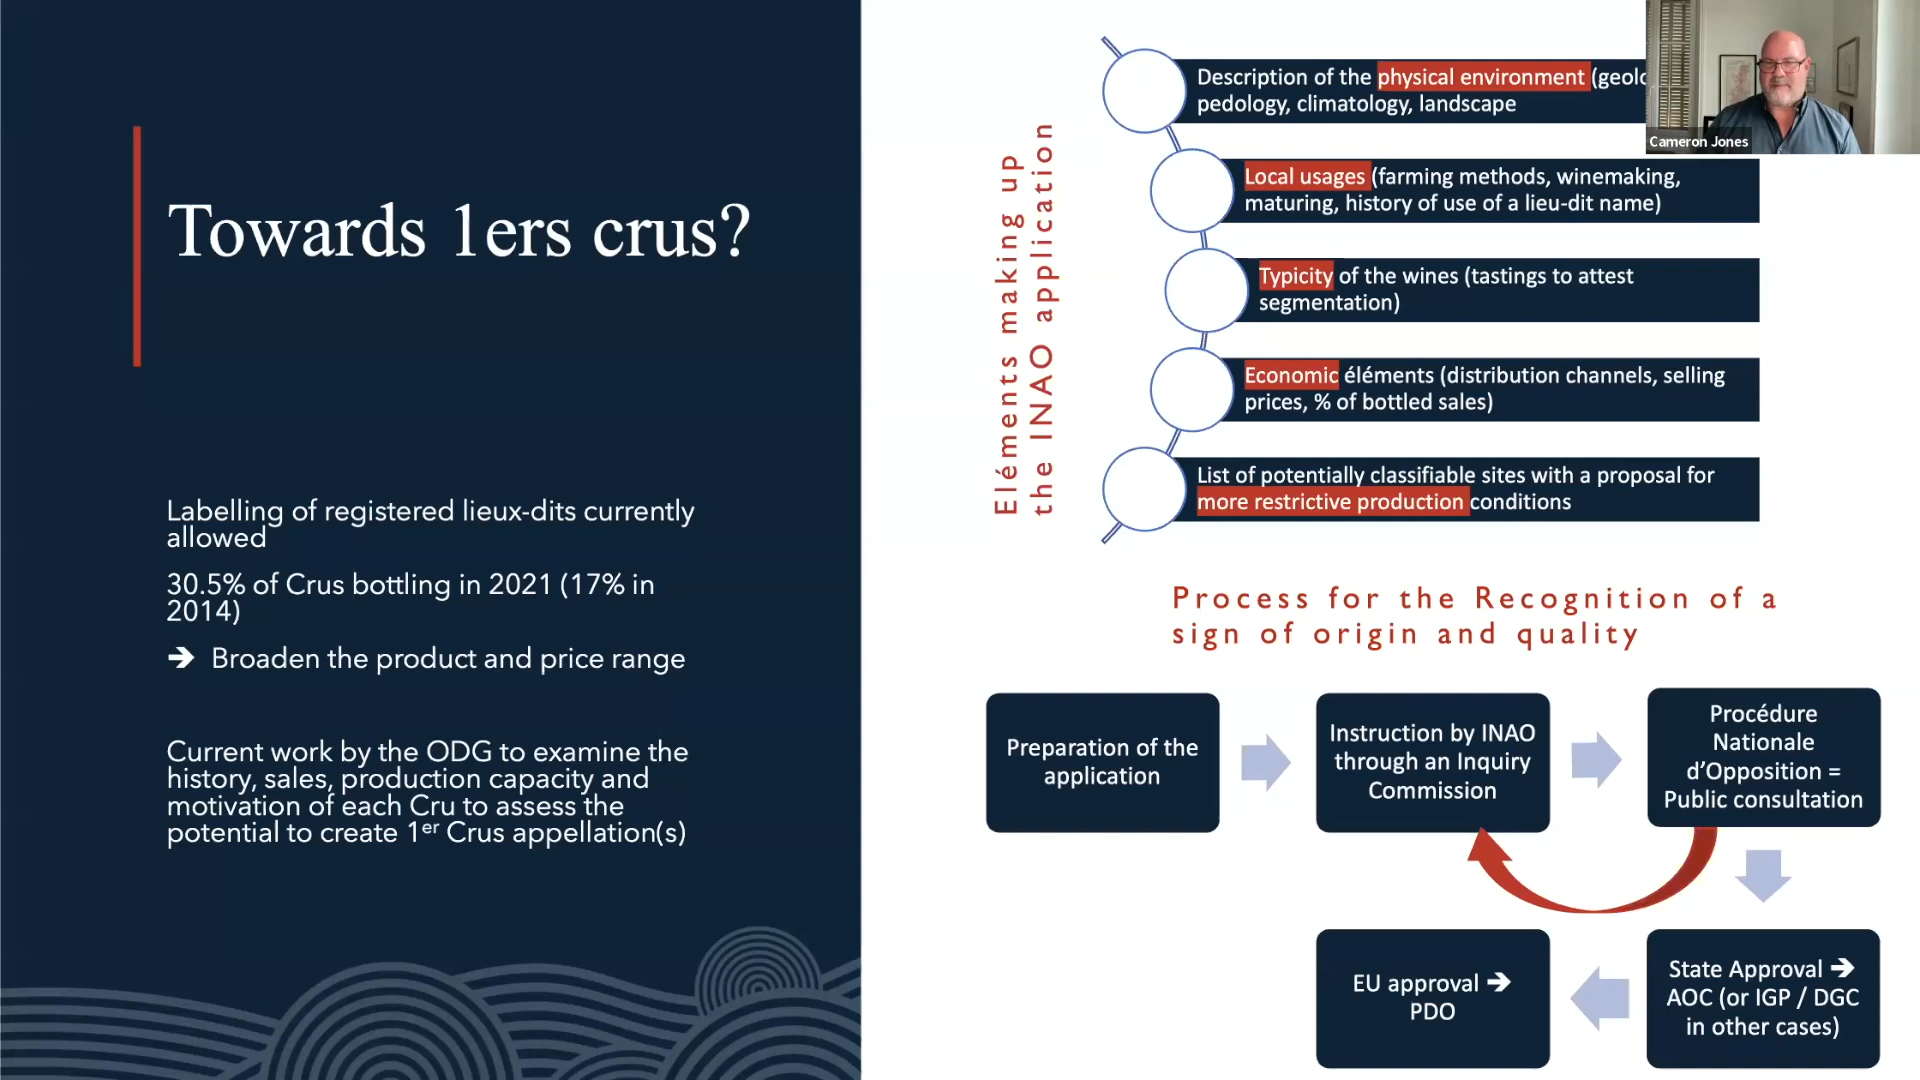 Towards 1ers crus?
Labelling of registered lieux-dits currently
allowed
30.5% of Crus bottling in 2021 (17% in
2014)
➔ Broaden the product and price range
Current work by the ODG to examine the
history, sales, production capacity and
motivation of each Cru to assess the
potential to create 1er Crus appellation(s)
Eléments making up
the INAO application
Description of the physical environment
pedology, climatology, landscape
Local usages (farming methods, winemaking,
maturing, history of use of a lieu-dit name)
Typicity of the wines (tastings to attest
segmentation)
Economic éléments (distribution channels, selling
prices, % of bottled sales)
List of potentially classifiable sites with a proposal for
more restrictive production conditions
Cameron Jones
Process for the Recognition of a
sign of origin and quality
Preparation of the
application
Instruction by INAO
through an Inquiry
Commission
Procédure
Nationale
d’Opposition =
Public consultation
State Approval ➔
AOC (or IGP / DGC
in other cases)
EU approval ➔
PDO